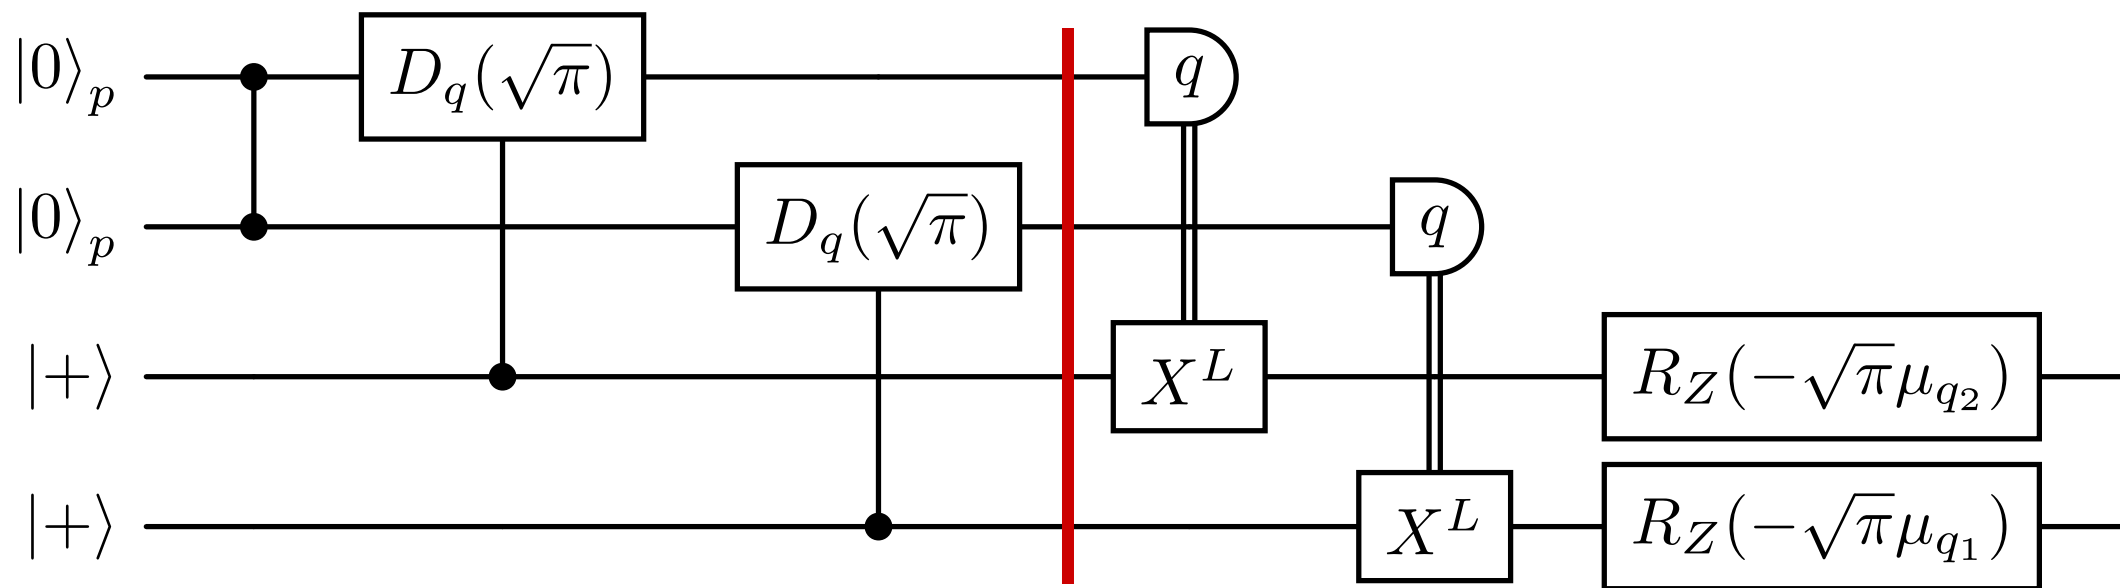 |0⟩_p D_q(√π) q
|0⟩_p D_q(√π) q
|+⟩ X^L R_Z(−√π μ_{q_2})
|+⟩ X^L R_Z(−√π μ_{q_1})